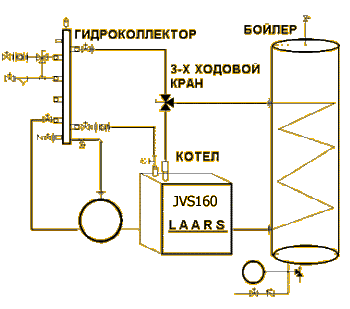 ГИДРОКОЛЛЕКТОР
БОЙЛЕР
3-Х ХОДОВОЙ
КРАН
КОТЕЛ
JVS160
LAARS